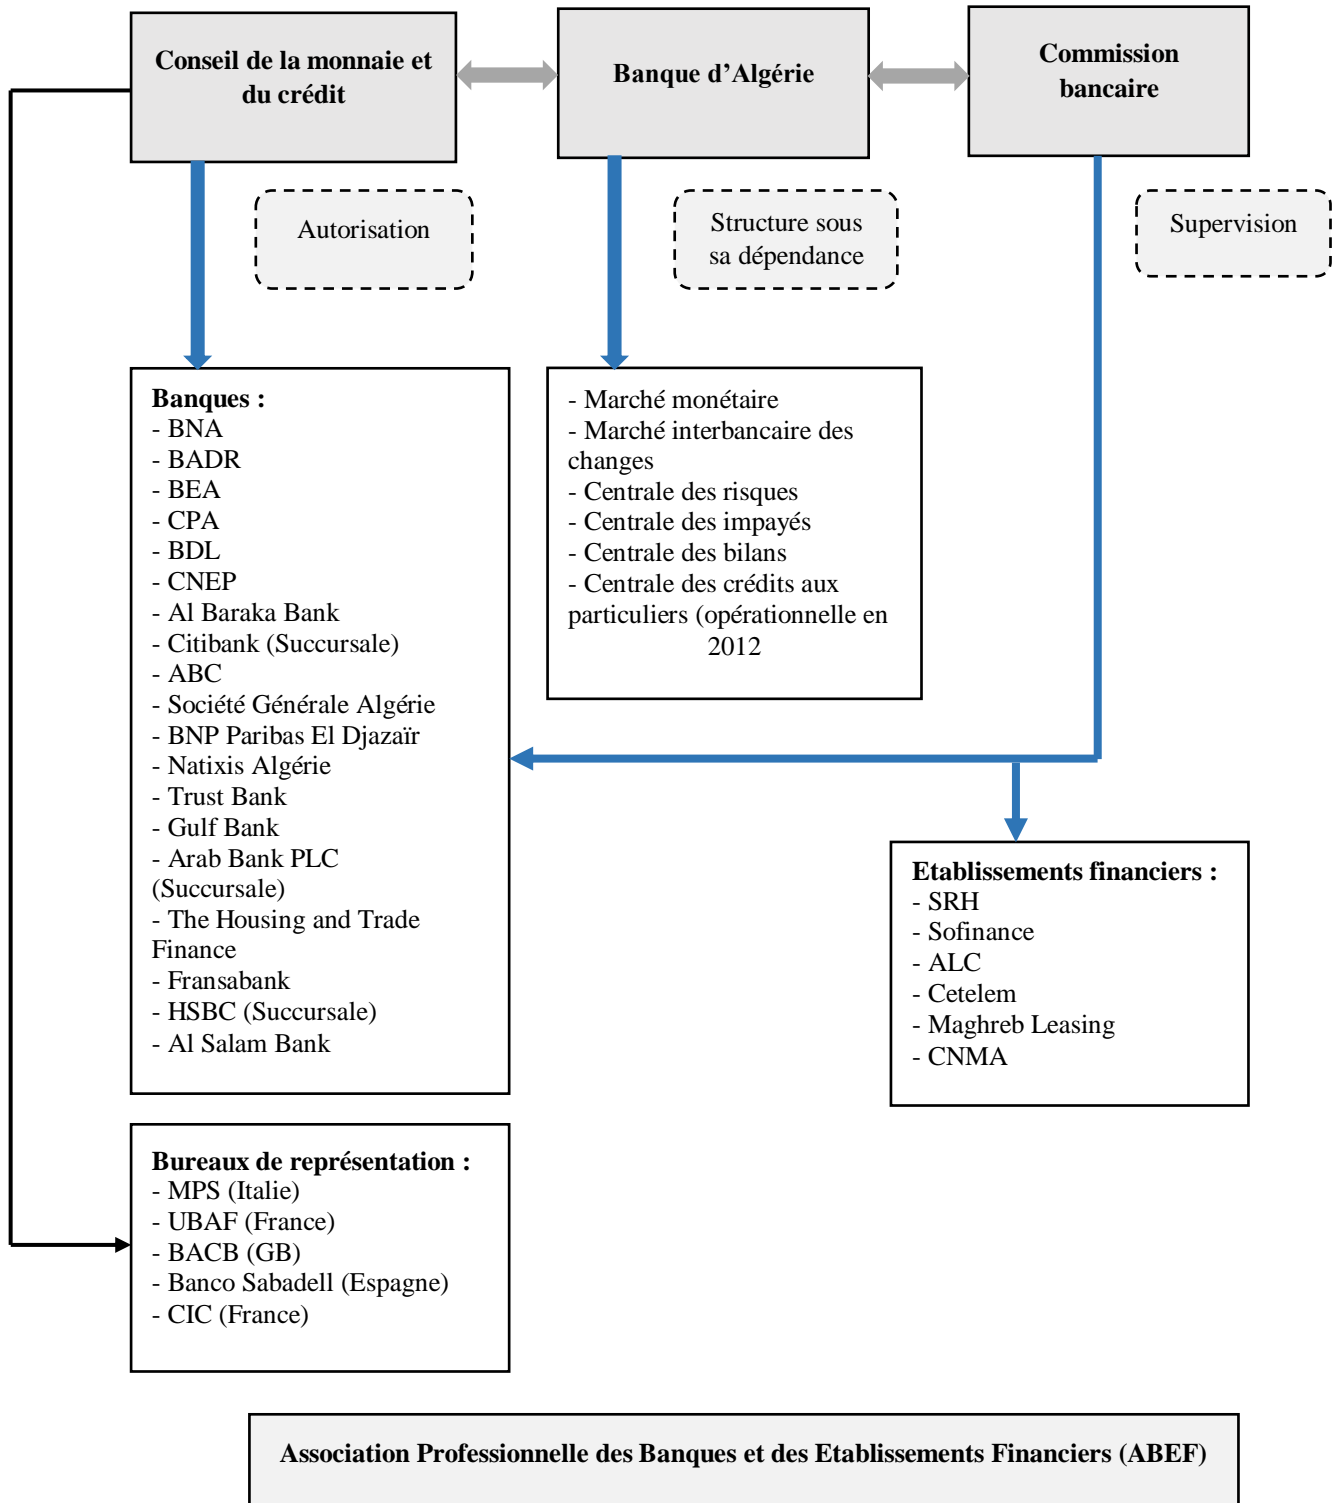 Conseil de la monnaie et
du crédit
Banque d’Algérie
Commission
bancaire
Autorisation
Structure sous
sa dépendance
Supervision
Banques :
- BNA
- BADR
- BEA
- CPA
- BDL
- CNEP
- Al Baraka Bank
- Citibank (Succursale)
- ABC
- Société Générale Algérie
- BNP Paribas El Djazaïr
- Natixis Algérie
- Trust Bank
- Gulf Bank
- Arab Bank PLC
(Succursale)
- The Housing and Trade
Finance
- Fransabank
- HSBC (Succursale)
- Al Salam Bank
- Marché monétaire
- Marché interbancaire des
changes
- Centrale des risques
- Centrale des impayés
- Centrale des bilans
- Centrale des crédits aux
particuliers (opérationnelle en
2012
Etablissements financiers :
- SRH
- Sofinance
- ALC
- Cetelem
- Maghreb Leasing
- CNMA
Bureaux de représentation :
- MPS (Italie)
- UBAF (France)
- BACB (GB)
- Banco Sabadell (Espagne)
- CIC (France)
Association Professionnelle des Banques et des Etablissements Financiers (ABEF)